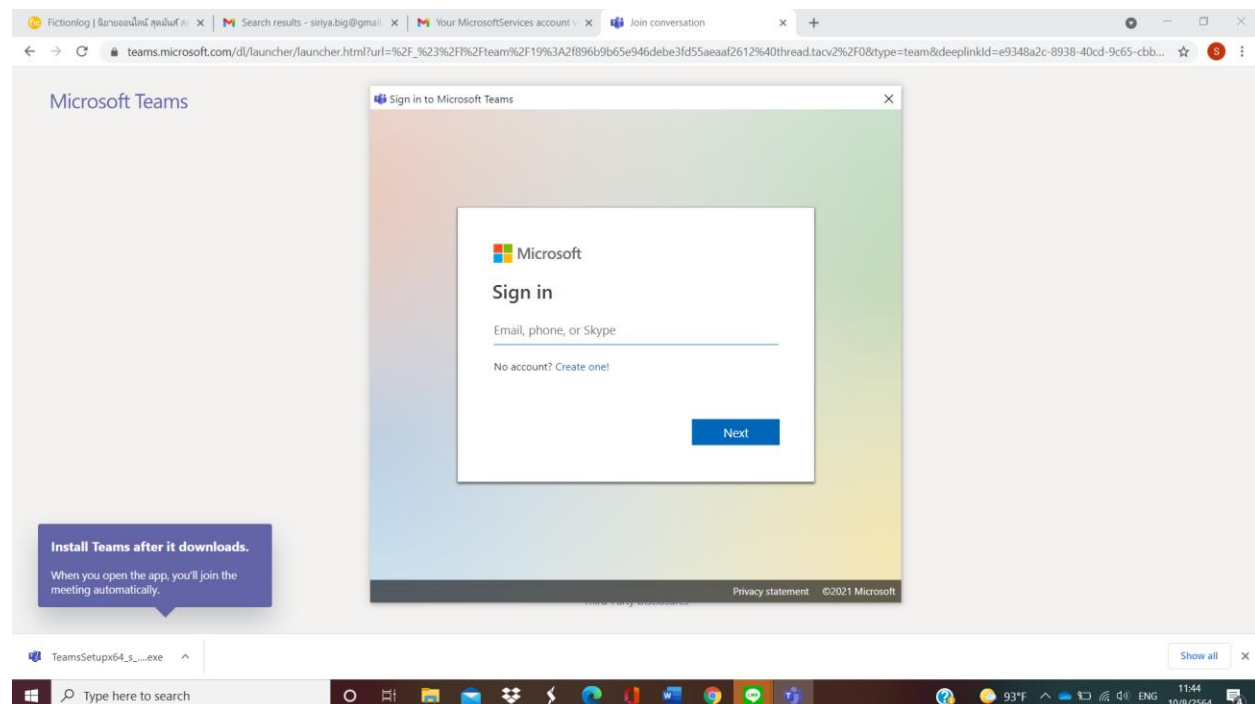 Fictionlog | นิยายออนไลน์
Search results - siriya.big@gmail
Your MicrosoftServices account v
Join conversation
teams.microsoft.com/dl/launcher/launcher.html?url=%2F_%23%2Fl%2Fteam%2F19%3A2f896b9b65e946debe3fd55aeaaf2612%40thread.tacv2%2F0&type=team&deeplinkId=e9348a2c-8938-40cd-9c65-cbb...
S
Microsoft Teams
Sign in to Microsoft Teams
Microsoft
Sign in
Email, phone, or Skype
No account? Create one!
Next
Privacy statement ©2021 Microsoft
Install Teams after it downloads.
When you open the app, you'll join the
meeting automatically.
TeamsSetupx64_s_....exe
Show all
Type here to search
93°F
ENG
11:44
10/9/2564